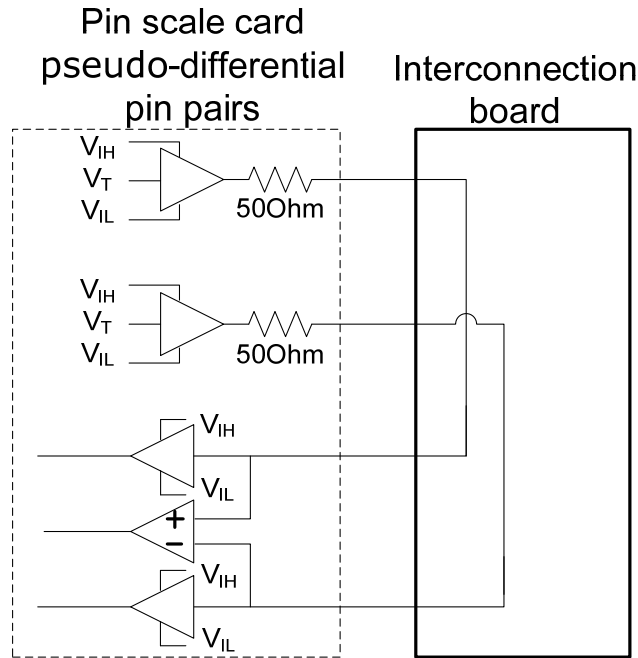 Pin scale card
pseudo-differential
pin pairs
Interconnection
board
VIH
VT
VIL
50Ohm
VIH
VT
VIL
50Ohm
VIH
VIL
+
−
VIH
VIL